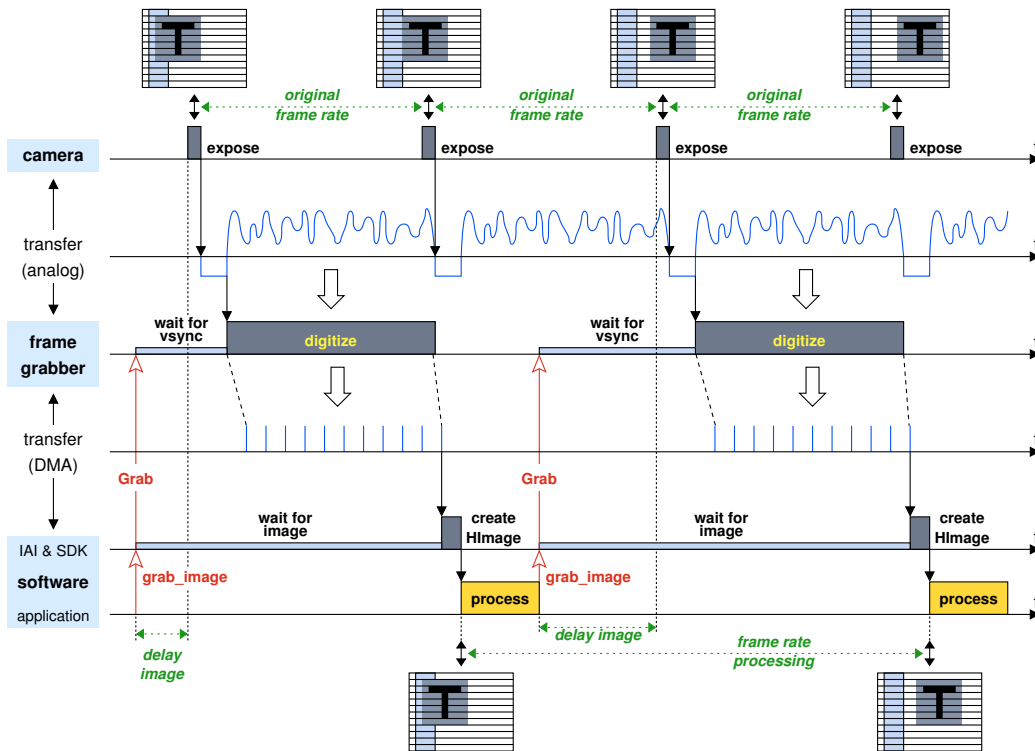 T
T
T
T
original
frame rate
original
frame rate
original
frame rate
camera
expose
expose
expose
expose
transfer
(analog)
frame
grabber
wait for
vsync
digitize
wait for
vsync
digitize
transfer
(DMA)
Grab
Grab
IAI & SDK
software
application
wait for
image
create
HImage
wait for
image
create
HImage
grab_image
process
grab_image
process
delay
image
delay image
frame rate
processing
T
T